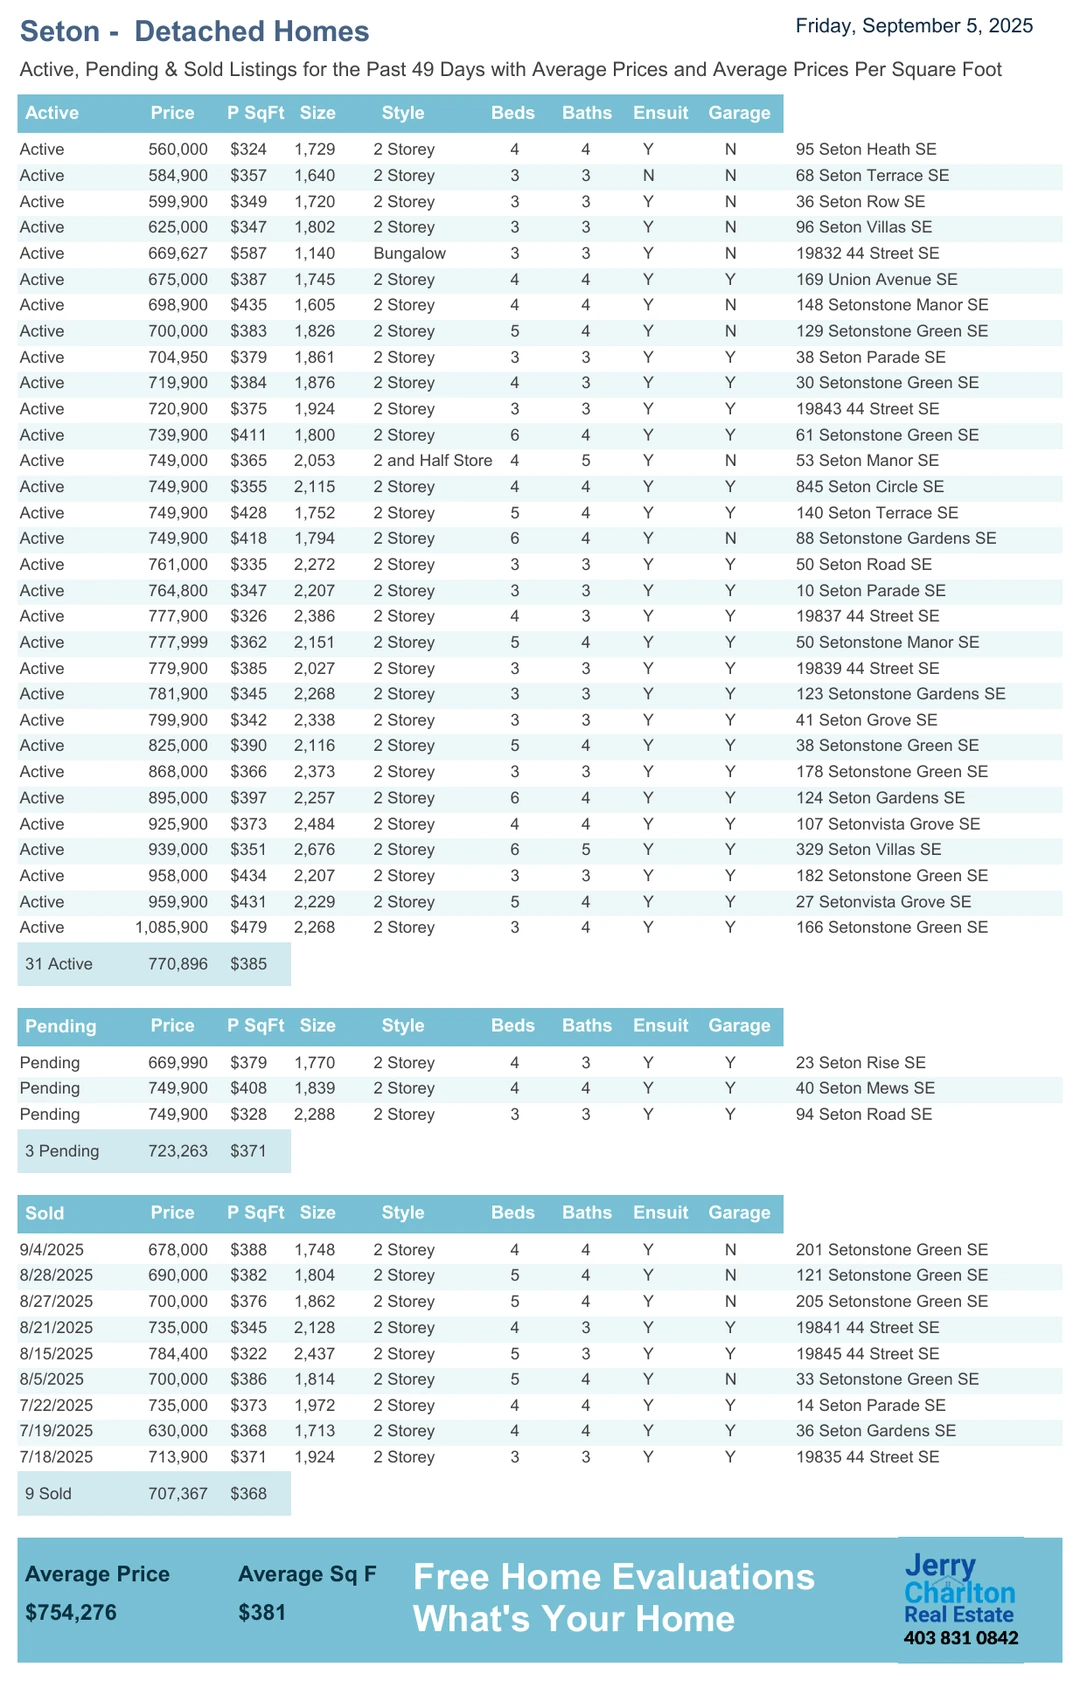 Seton - Detached Homes Friday, September 5, 2025
Active, Pending & Sold Listings for the Past 49 Days with Average Prices and Average Prices Per Square Foot
Active Price P SqFt Size Style Beds Baths Ensuit Garage
Active 560,000 $324 1,729 2 Storey 4 4 Y N 95 Seton Heath SE
Active 584,900 $357 1,640 2 Storey 3 3 N N 68 Seton Terrace SE
Active 599,900 $349 1,720 2 Storey 3 3 Y N 36 Seton Row SE
Active 625,000 $347 1,802 2 Storey 3 3 Y N 96 Seton Villas SE
Active 669,627 $587 1,140 Bungalow 3 3 Y N 19832 44 Street SE
Active 675,000 $387 1,745 2 Storey 4 4 Y Y 169 Union Avenue SE
Active 698,900 $435 1,605 2 Storey 4 4 Y N 148 Setonstone Manor SE
Active 700,000 $383 1,826 2 Storey 5 4 Y N 129 Setonstone Green SE
Active 704,950 $379 1,861 2 Storey 3 3 Y Y 38 Seton Parade SE
Active 719,900 $384 1,876 2 Storey 4 3 Y Y 30 Setonstone Green SE
Active 720,900 $375 1,924 2 Storey 3 3 Y Y 19843 44 Street SE
Active 739,900 $411 1,800 2 Storey 6 4 Y Y 61 Setonstone Green SE
Active 749,000 $365 2,053 2 and Half Store 4 5 Y N 53 Seton Manor SE
Active 749,900 $355 2,115 2 Storey 4 4 Y Y 845 Seton Circle SE
Active 749,900 $428 1,752 2 Storey 5 4 Y Y 140 Seton Terrace SE
Active 749,900 $418 1,794 2 Storey 6 4 Y N 88 Setonstone Gardens SE
Active 761,000 $335 2,272 2 Storey 3 3 Y Y 50 Seton Road SE
Active 764,800 $347 2,207 2 Storey 3 3 Y Y 10 Seton Parade SE
Active 777,900 $326 2,386 2 Storey 4 3 Y Y 19837 44 Street SE
Active 777,999 $362 2,151 2 Storey 5 4 Y Y 50 Setonstone Manor SE
Active 779,900 $385 2,027 2 Storey 3 3 Y Y 19839 44 Street SE
Active 781,900 $345 2,268 2 Storey 3 3 Y Y 123 Setonstone Gardens SE
Active 799,900 $342 2,338 2 Storey 3 3 Y Y 41 Seton Grove SE
Active 825,000 $390 2,116 2 Storey 5 4 Y Y 38 Setonstone Green SE
Active 868,000 $366 2,373 2 Storey 3 3 Y Y 178 Setonstone Green SE
Active 895,000 $397 2,257 2 Storey 6 4 Y Y 124 Seton Gardens SE
Active 925,900 $373 2,484 2 Storey 4 4 Y Y 107 Setonvista Grove SE
Active 939,000 $351 2,676 2 Storey 6 5 Y Y 329 Seton Villas SE
Active 958,000 $434 2,207 2 Storey 3 3 Y Y 182 Setonstone Green SE
Active 959,900 $431 2,229 2 Storey 5 4 Y Y 27 Setonvista Grove SE
Active 1,085,900 $479 2,268 2 Storey 3 4 Y Y 166 Setonstone Green SE
31 Active 770,896 $385
Pending Price P SqFt Size Style Beds Baths Ensuit Garage
Pending 669,990 $379 1,770 2 Storey 4 3 Y Y 23 Seton Rise SE
Pending 749,900 $408 1,839 2 Storey 4 4 Y Y 40 Seton Mews SE
Pending 749,900 $328 2,288 2 Storey 3 3 Y Y 94 Seton Road SE
3 Pending 723,263 $371
Sold Price P SqFt Size Style Beds Baths Ensuit Garage
9/4/2025 678,000 $388 1,748 2 Storey 4 4 Y N 201 Setonstone Green SE
8/28/2025 690,000 $382 1,804 2 Storey 5 4 Y N 121 Setonstone Green SE
8/27/2025 700,000 $376 1,862 2 Storey 5 4 Y N 205 Setonstone Green SE
8/21/2025 735,000 $345 2,128 2 Storey 4 3 Y Y 19841 44 Street SE
8/15/2025 784,400 $322 2,437 2 Storey 5 3 Y Y 19845 44 Street SE
8/5/2025 700,000 $386 1,814 2 Storey 5 4 Y N 33 Setonstone Green SE
7/22/2025 735,000 $373 1,972 2 Storey 4 4 Y Y 14 Seton Parade SE
7/19/2025 630,000 $368 1,713 2 Storey 4 4 Y Y 36 Seton Gardens SE
7/18/2025 713,900 $371 1,924 2 Storey 3 3 Y Y 19835 44 Street SE
9 Sold 707,367 $368
Average Price Average Sq F
$754,276 $381
Free Home Evaluations
What's Your Home
Jerry
Charlton
Real Estate
403 831 0842